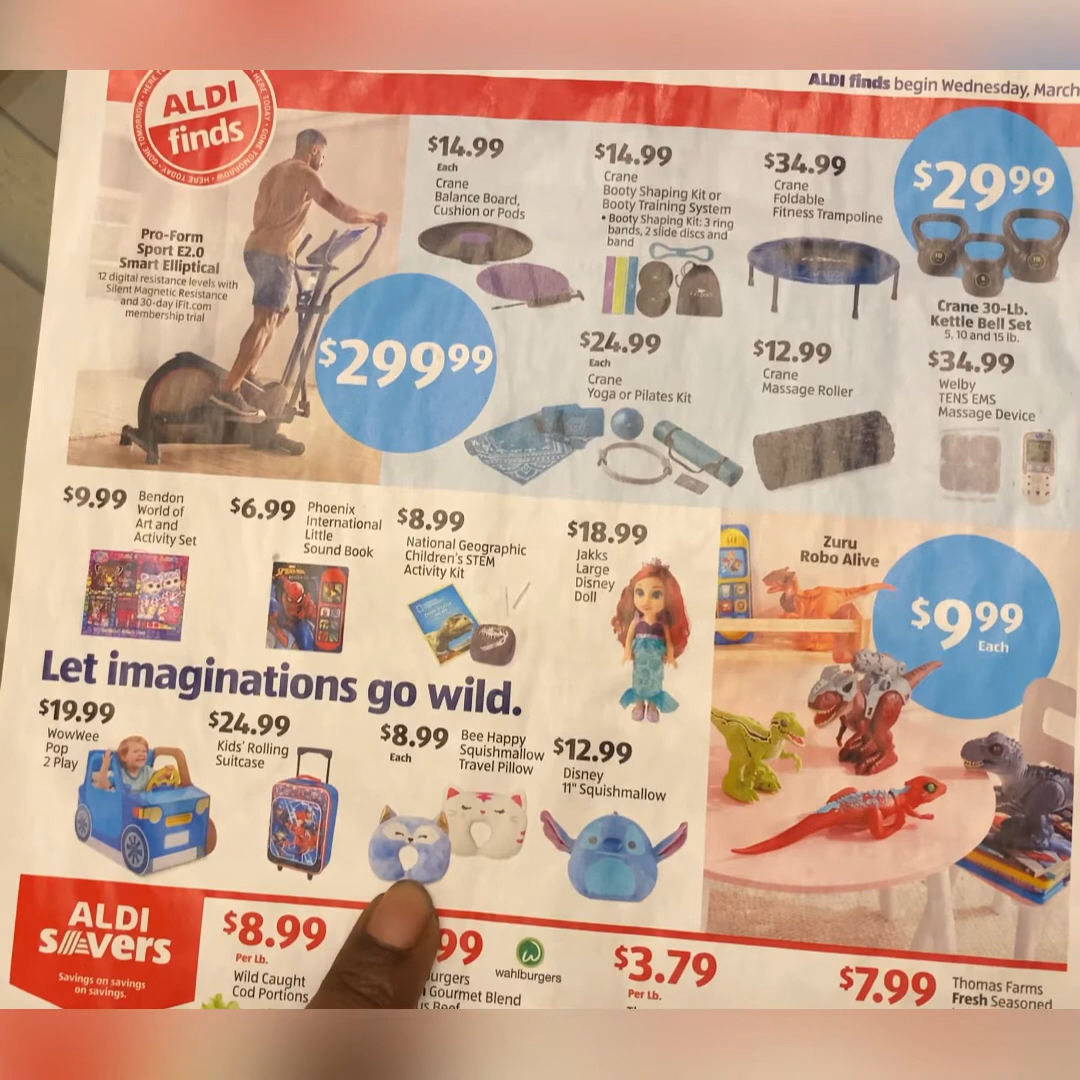 ALDI finds begin Wednesday, March
HERE TODAY • GONE TOMORROW • HERE TODAY • GONE TOMORROW
ALDI
finds
Pro-Form
Sport E2.0
Smart Elliptical
12 digital resistance levels with
Silent Magnetic Resistance
and 30-day iFit.com
membership trial
$299 99
$14.99
Each
Crane
Balance Board,
Cushion or Pods
$14.99
Crane
Booty Shaping Kit or
Booty Training System
• Booty Shaping Kit: 3 ring
bands, 2 slide discs and
band
$34.99
Crane
Foldable
Fitness Trampoline
$29 99
Crane 30-Lb.
Kettle Bell Set
5, 10 and 15 lb.
$24.99
Each
Crane
Yoga or Pilates Kit
$12.99
Crane
Massage Roller
$34.99
Welby
TENS EMS
Massage Device
$9.99
Bendon
World of
Art and
Activity Set
$6.99
Phoenix
International
Little
Sound Book
$8.99
National Geographic
Children's STEM
Activity Kit
$18.99
Jakks
Large
Disney
Doll
Zuru
Robo Alive
$9 99
Each
Let imaginations go wild.
$19.99
WowWee
Pop
2 Play
$24.99
Kids' Rolling
Suitcase
$8.99
Each
Bee Happy
Squishmallow
Travel Pillow
$12.99
Disney
11" Squishmallow
ALDI
SAVERS
Savings on savings
on savings.
$8.99
Per Lb.
Wild Caught
Cod Portions
99
urgers
Gourmet Blend
us Beef
wahlburgers
$3.79
Per Lb.
$7.99
Thomas Farms
Fresh Seasoned